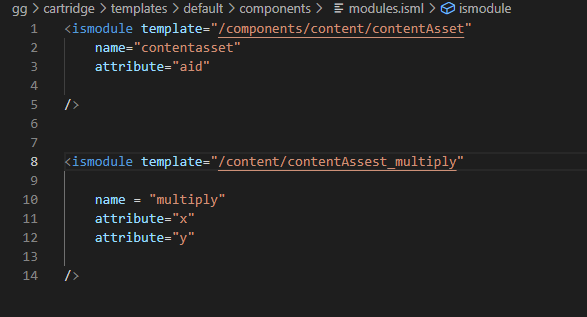 gg > cartridge > templates > default > components > modules.isml > ismodule
1 <ismodule template="/components/content/contentAsset"
2 name="contentasset"
3 attribute="aid"
4
5 />
6
7
8 <ismodule template="/content/contentAssest_multiply"
9
10 name = "multiply"
11 attribute="x"
12 attribute="y"
13
14 />